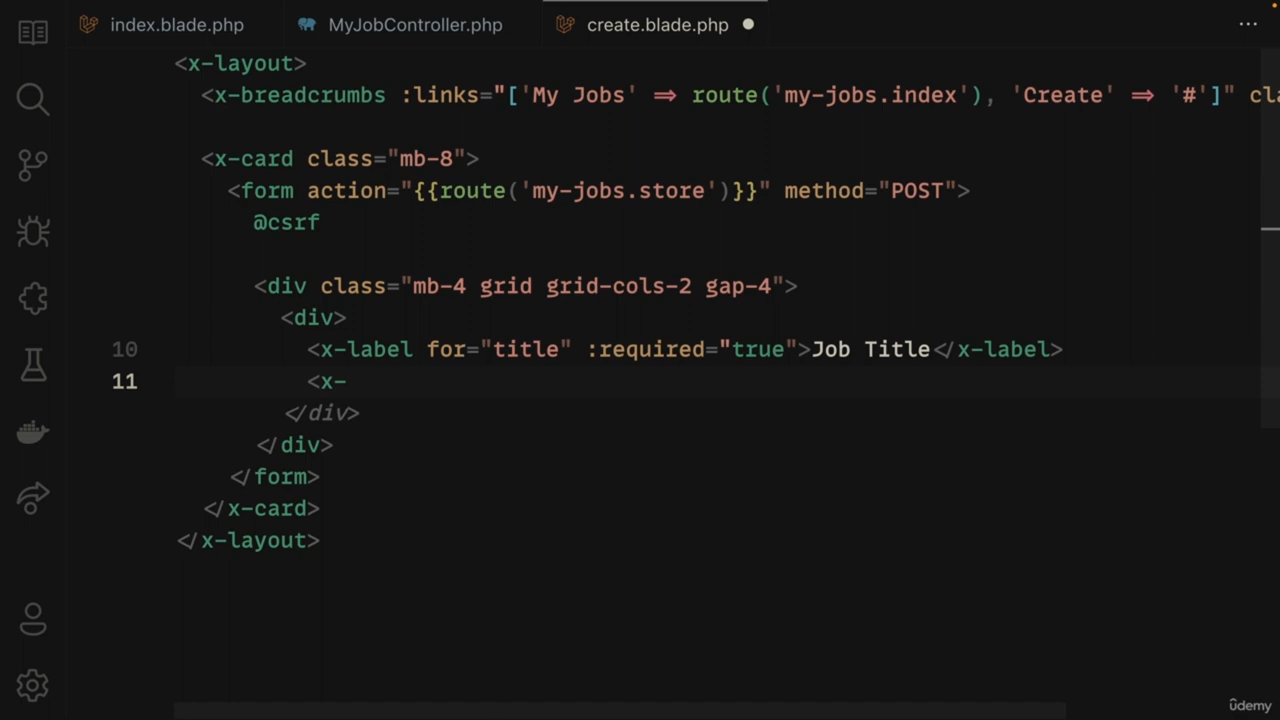 index.blade.php MyJobController.php create.blade.php
<x-layout>
<x-breadcrumbs :links="['My Jobs' => route('my-jobs.index'), 'Create' => '#']" cla
<x-card class="mb-8">
<form action="{{route('my-jobs.store')}}" method="POST">
@csrf
<div class="mb-4 grid grid-cols-2 gap-4">
<div>
10 <x-label for="title" :required="true">Job Title</x-label>
11 <x-
</div>
</div>
</form>
</x-card>
</x-layout>
ûdemy